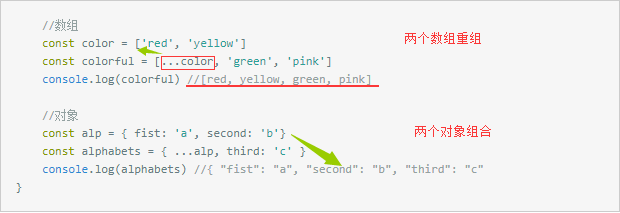 //数组
const color = ['red', 'yellow']
两个数组重组
const colorful = [...color, 'green', 'pink']
console.log(colorful) //[red, yellow, green, pink]
//对象
const alp = { fist: 'a', second: 'b'}
两个对象组合
const alphabets = { ...alp, third: 'c' }
console.log(alphabets) //{ "fist": "a", "second": "b", "third": "c"
}